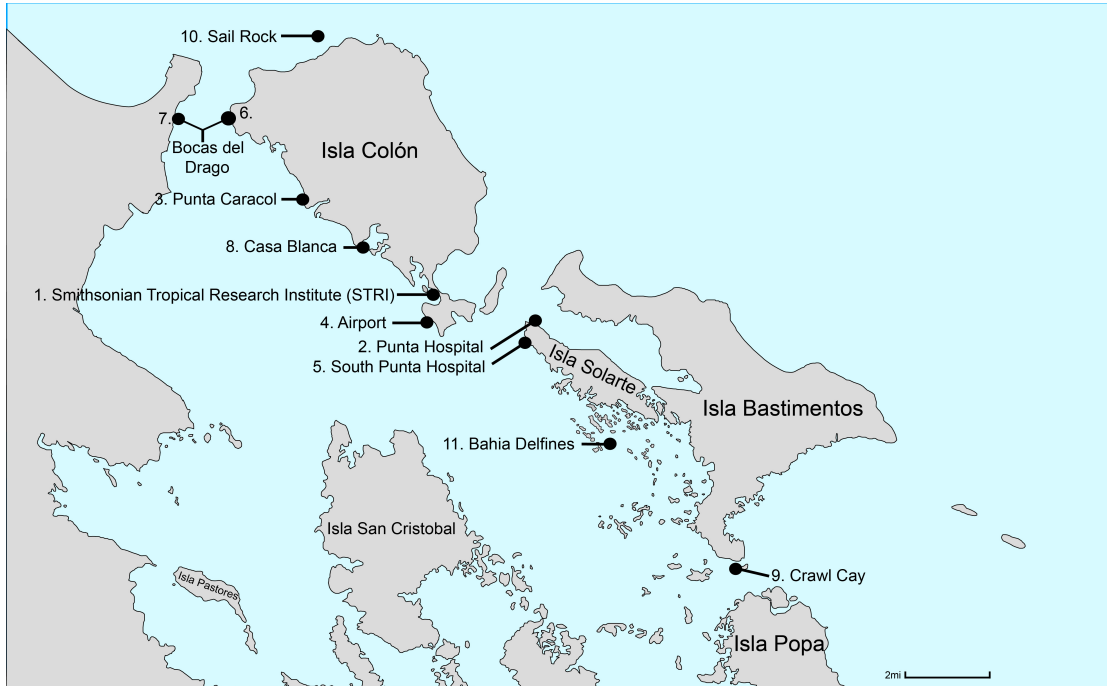 10. Sail Rock
7.
6.
Bocas del
Drago
Isla Colón
3. Punta Caracol
8. Casa Blanca
1. Smithsonian Tropical Research Institute (STRI)
4. Airport
2. Punta Hospital
5. South Punta Hospital
Isla Solarte
Isla Bastimentos
11. Bahia Delfines
Isla San Cristobal
Isla Pastores
9. Crawl Cay
Isla Popa
2mi